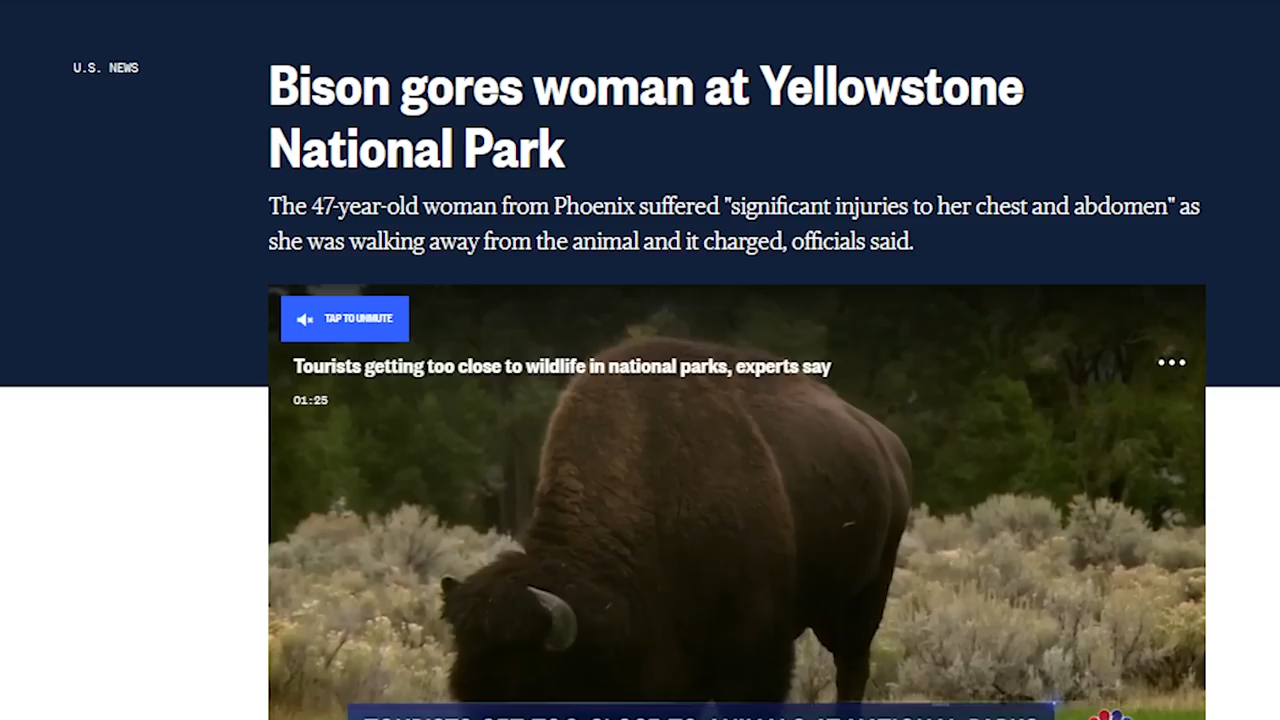 U.S. NEWS
Bison gores woman at Yellowstone
National Park
The 47-year-old woman from Phoenix suffered "significant injuries to her chest and abdomen" as
she was walking away from the animal and it charged, officials said.
TAP TO UNMUTE
Tourists getting too close to wildlife in national parks, experts say
01:25